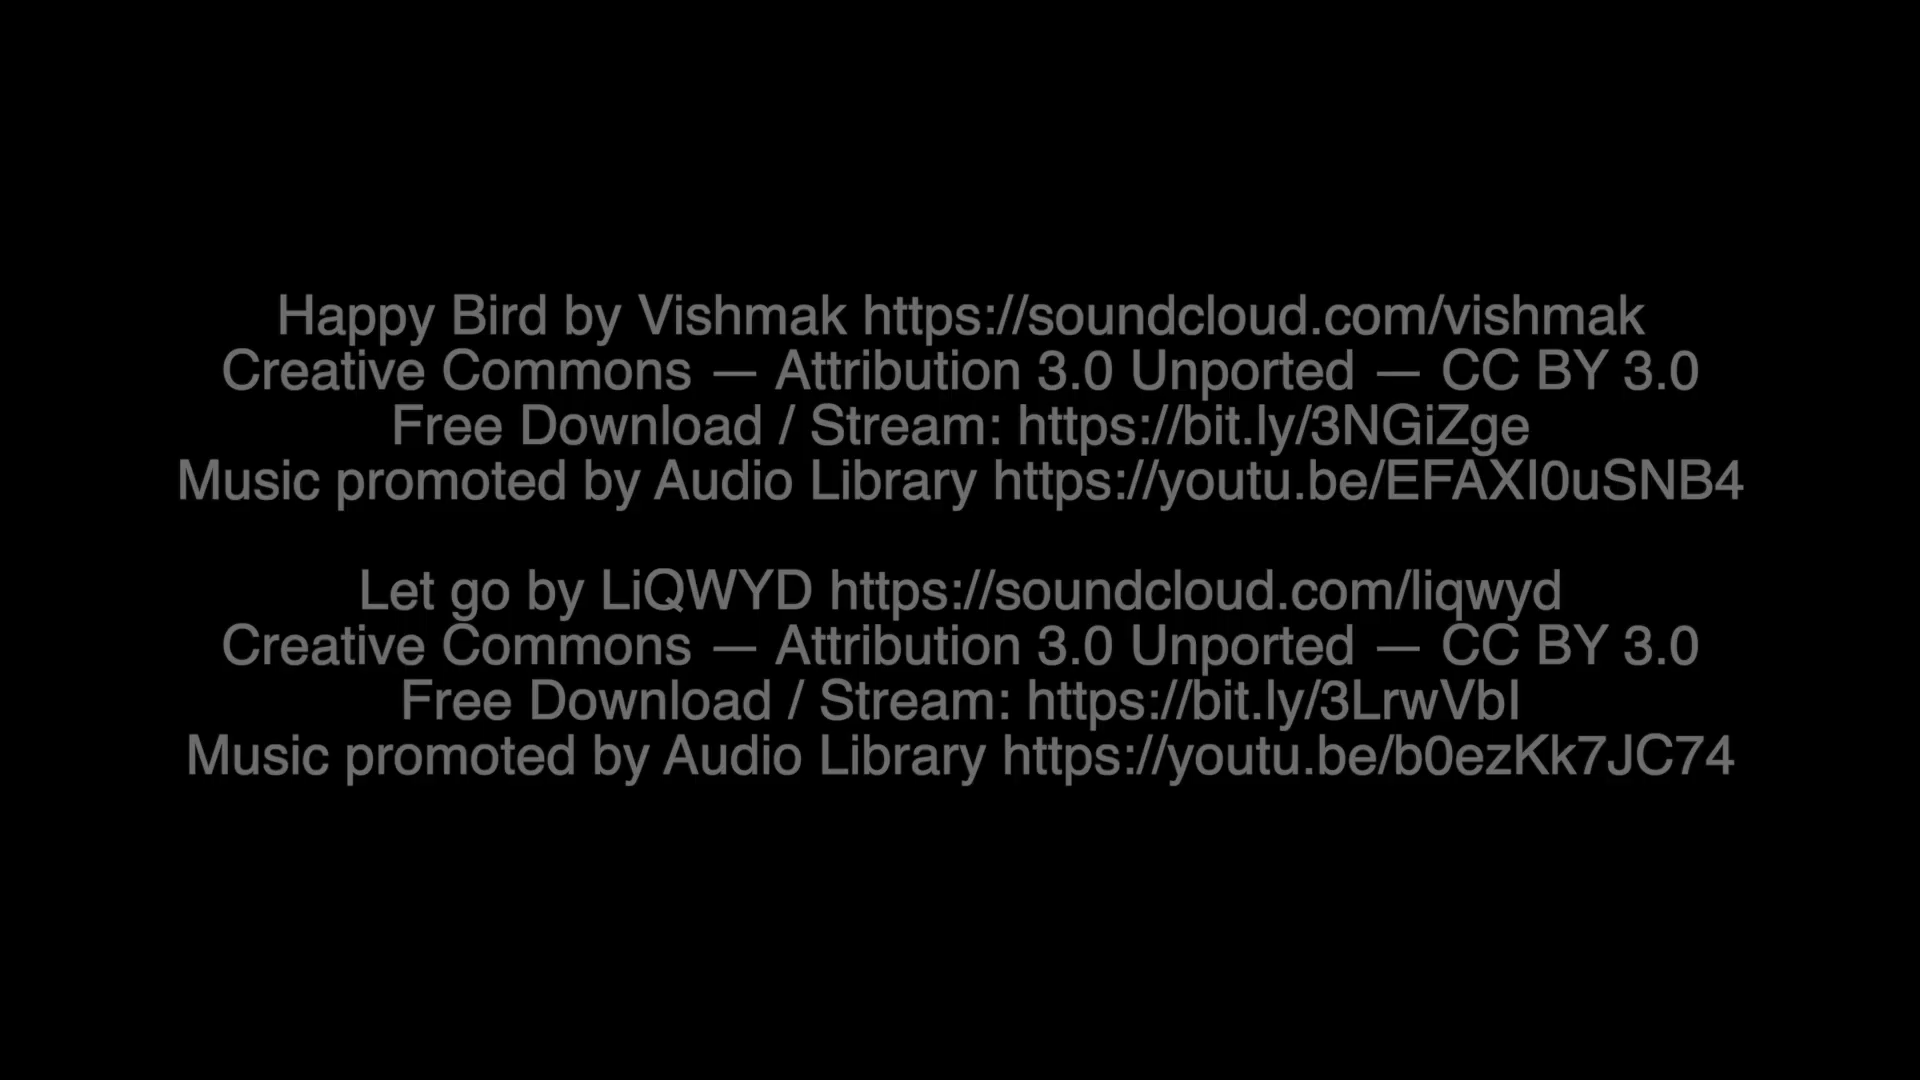 Happy Bird by Vishmak https://soundcloud.com/vishmak
Creative Commons — Attribution 3.0 Unported — CC BY 3.0
Free Download / Stream: https://bit.ly/3NGiZge
Music promoted by Audio Library https://youtu.be/EFAXI0uSNB4
Let go by LiQWYD https://soundcloud.com/liqwyd
Creative Commons — Attribution 3.0 Unported — CC BY 3.0
Free Download / Stream: https://bit.ly/3LrwVbI
Music promoted by Audio Library https://youtu.be/b0ezKk7JC74